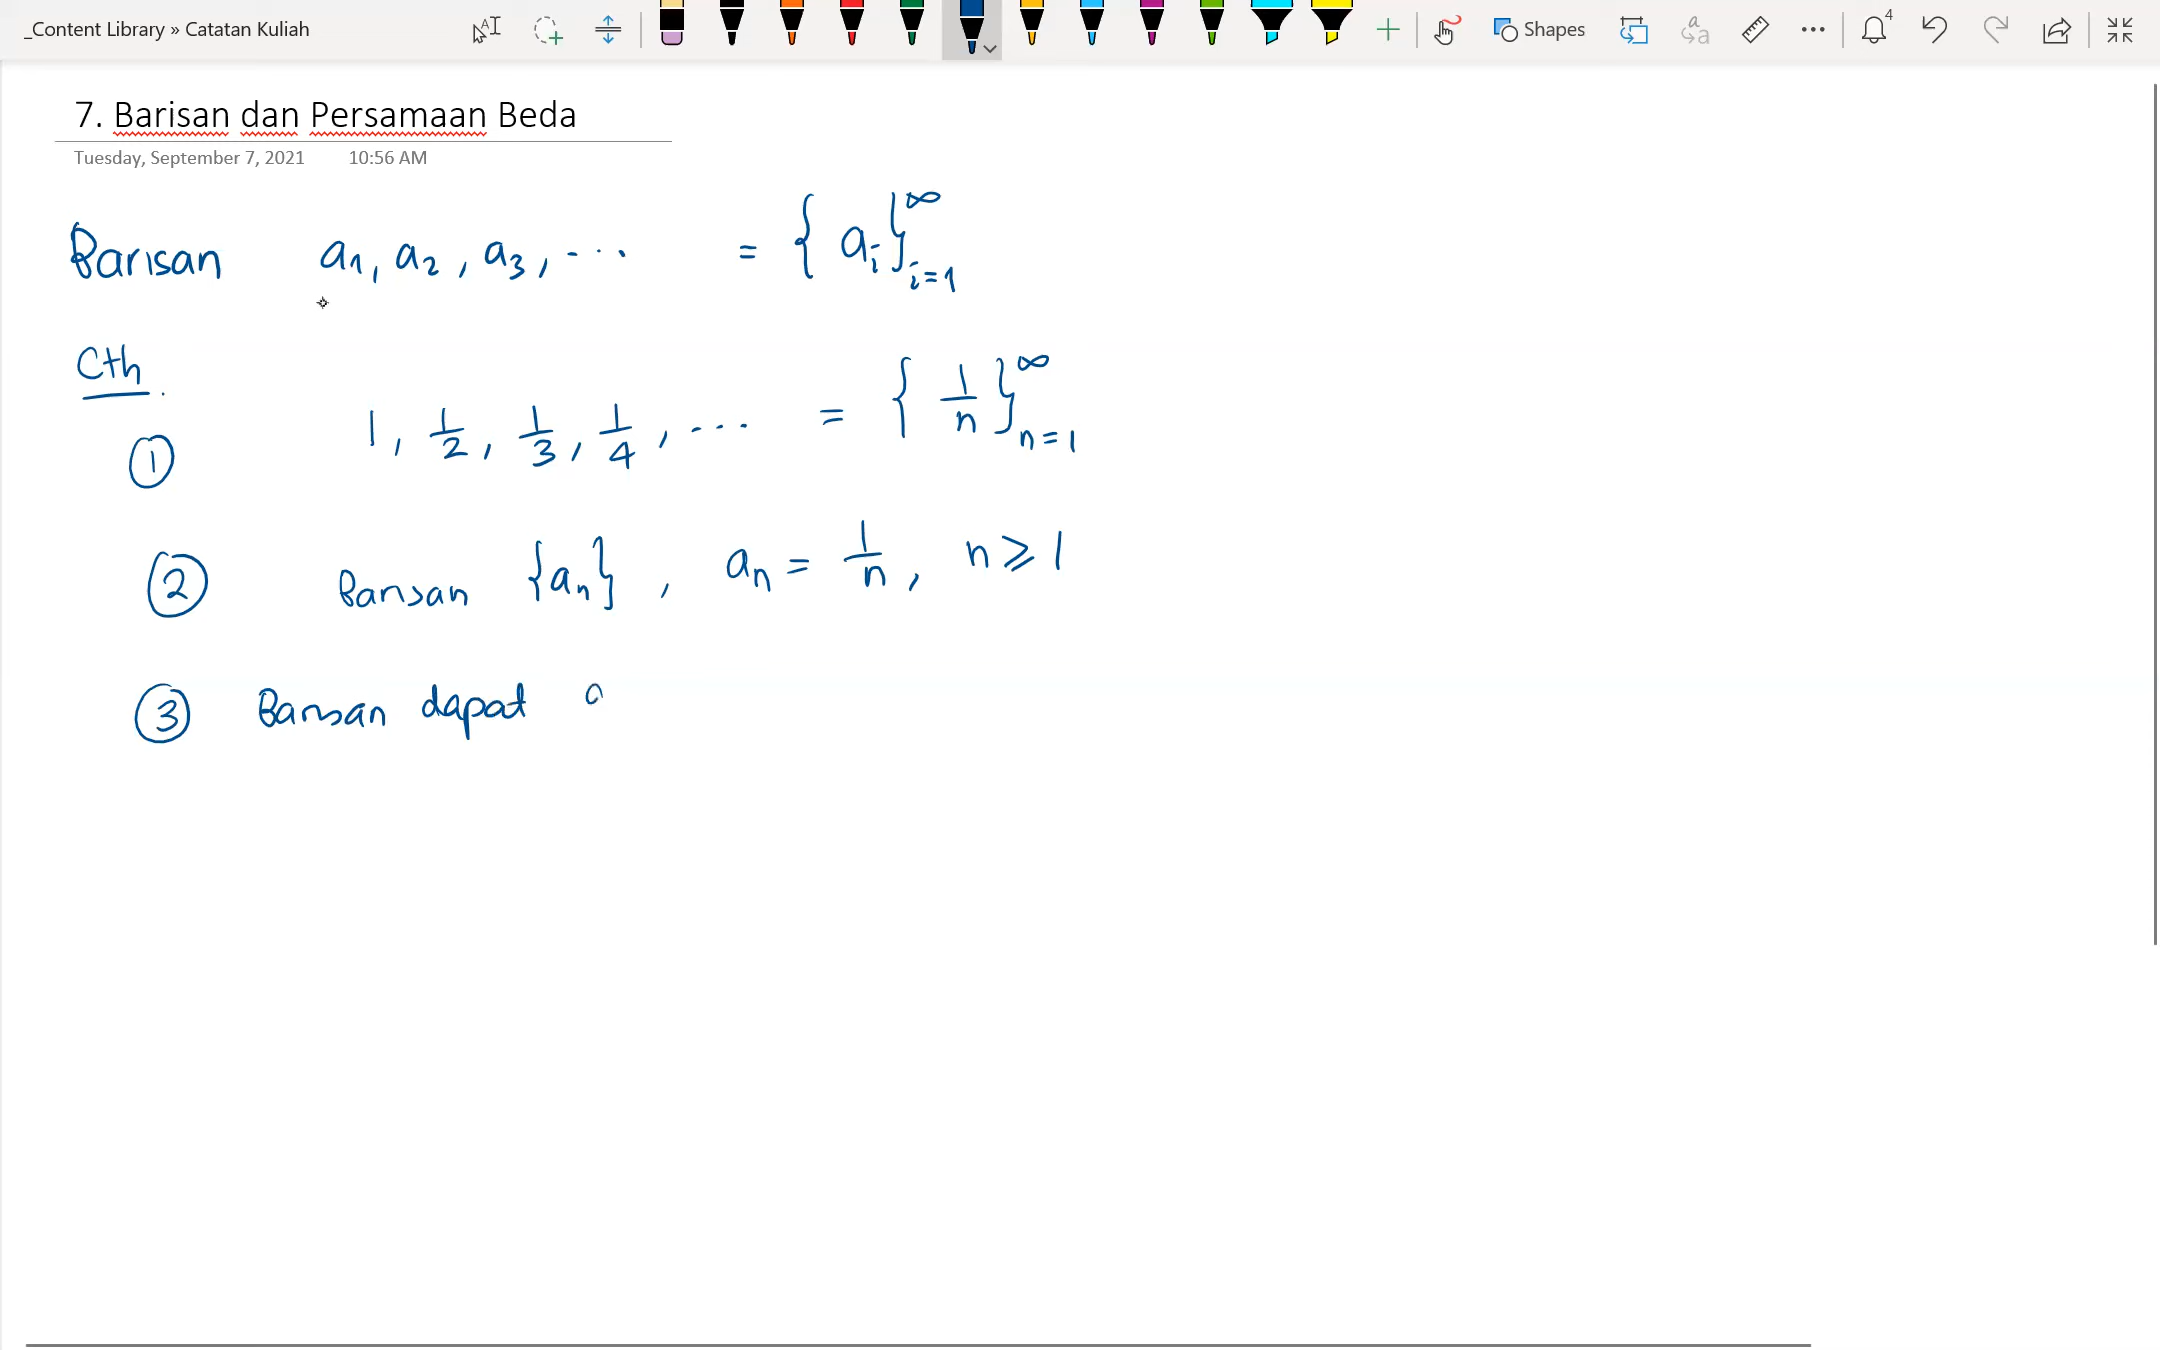 _Content Library » Catatan Kuliah
Shapes
4
7. Barisan dan Persamaan Beda
Tuesday, September 7, 2021 10:56 AM
Barisan a₁, a₂, a₃, ... = { aᵢ }^∞_{i=1}
Cth.
① 1, 1/2, 1/3, 1/4, ... = { 1/n }^∞_{n=1}
② Barisan {aₙ}, aₙ = 1/n, n ⩾ 1
③ Barisan dapat